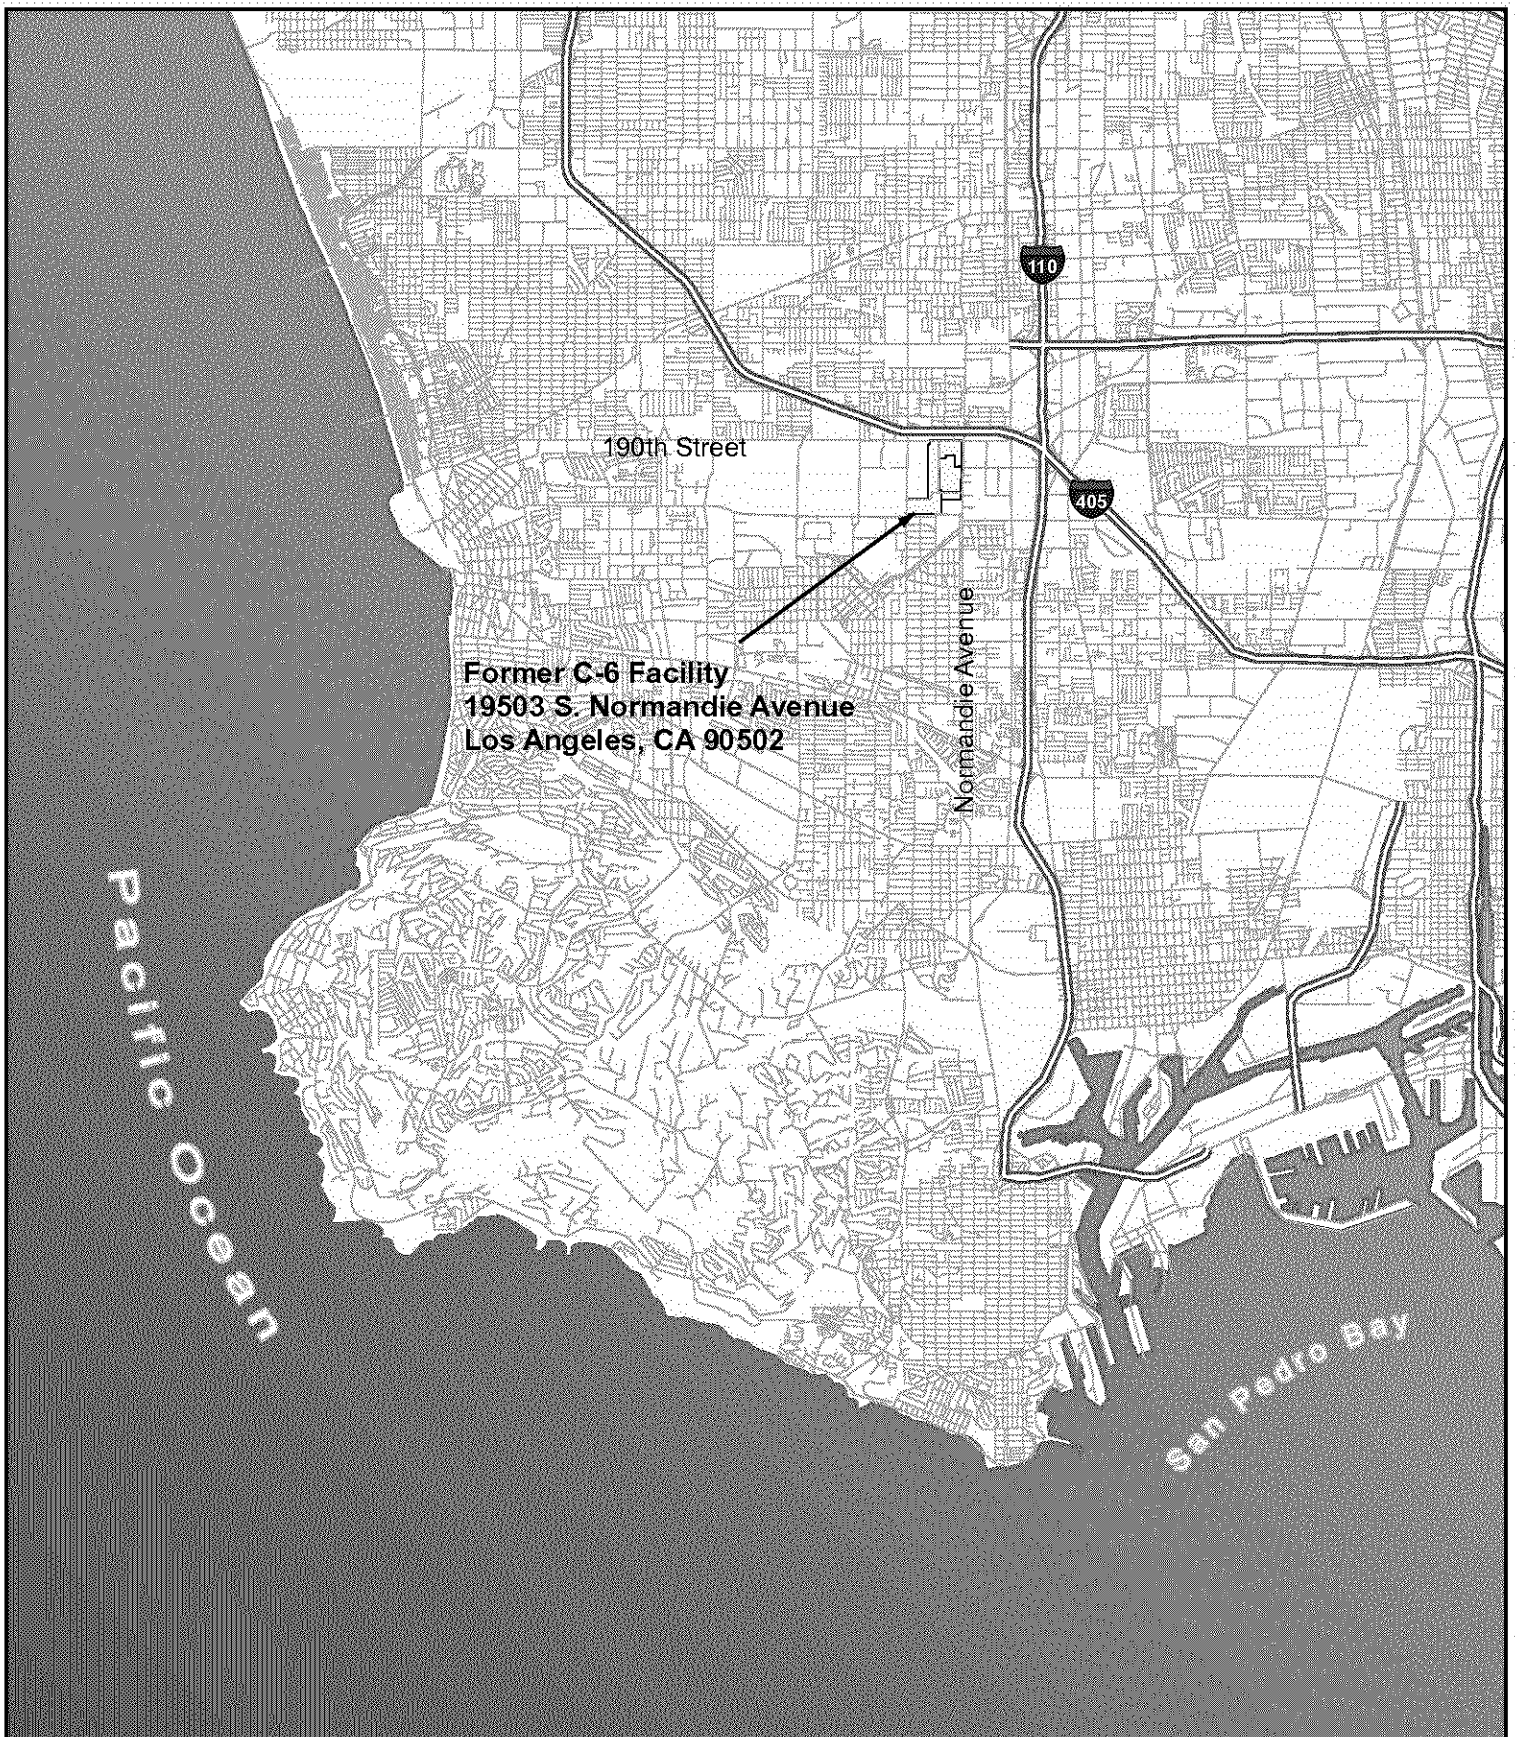 110
190th Street
405
Former C-6 Facility
19503 S. Normandie Avenue
Los Angeles, CA 90502
Normandie Avenue
Pacific Ocean
San Pedro Bay